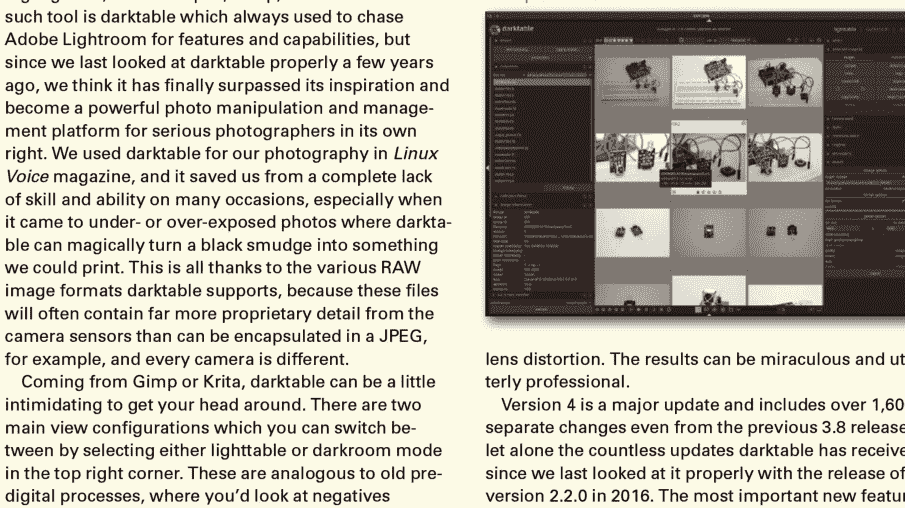 such tool is darktable which always used to chase
Adobe Lightroom for features and capabilities, but
since we last looked at darktable properly a few years
ago, we think it has finally surpassed its inspiration and
become a powerful photo manipulation and manage-
ment platform for serious photographers in its own
right. We used darktable for our photography in Linux
Voice magazine, and it saved us from a complete lack
of skill and ability on many occasions, especially when
it came to under- or over-exposed photos where darkta-
ble can magically turn a black smudge into something
we could print. This is all thanks to the various RAW
image formats darktable supports, because these files
will often contain far more proprietary detail from the
camera sensors than can be encapsulated in a JPEG,
for example, and every camera is different.
Coming from Gimp or Krita, darktable can be a little
intimidating to get your head around. There are two
main view configurations which you can switch be-
tween by selecting either lighttable or darkroom mode
in the top right corner. These are analogous to old pre-
digital processes, where you’d look at negatives
darktable
lens distortion. The results can be miraculous and ut
terly professional.
Version 4 is a major update and includes over 1,60
separate changes even from the previous 3.8 release
let alone the countless updates darktable has receive
since we last looked at it properly with the release of
version 2.2.0 in 2016. The most important new featur